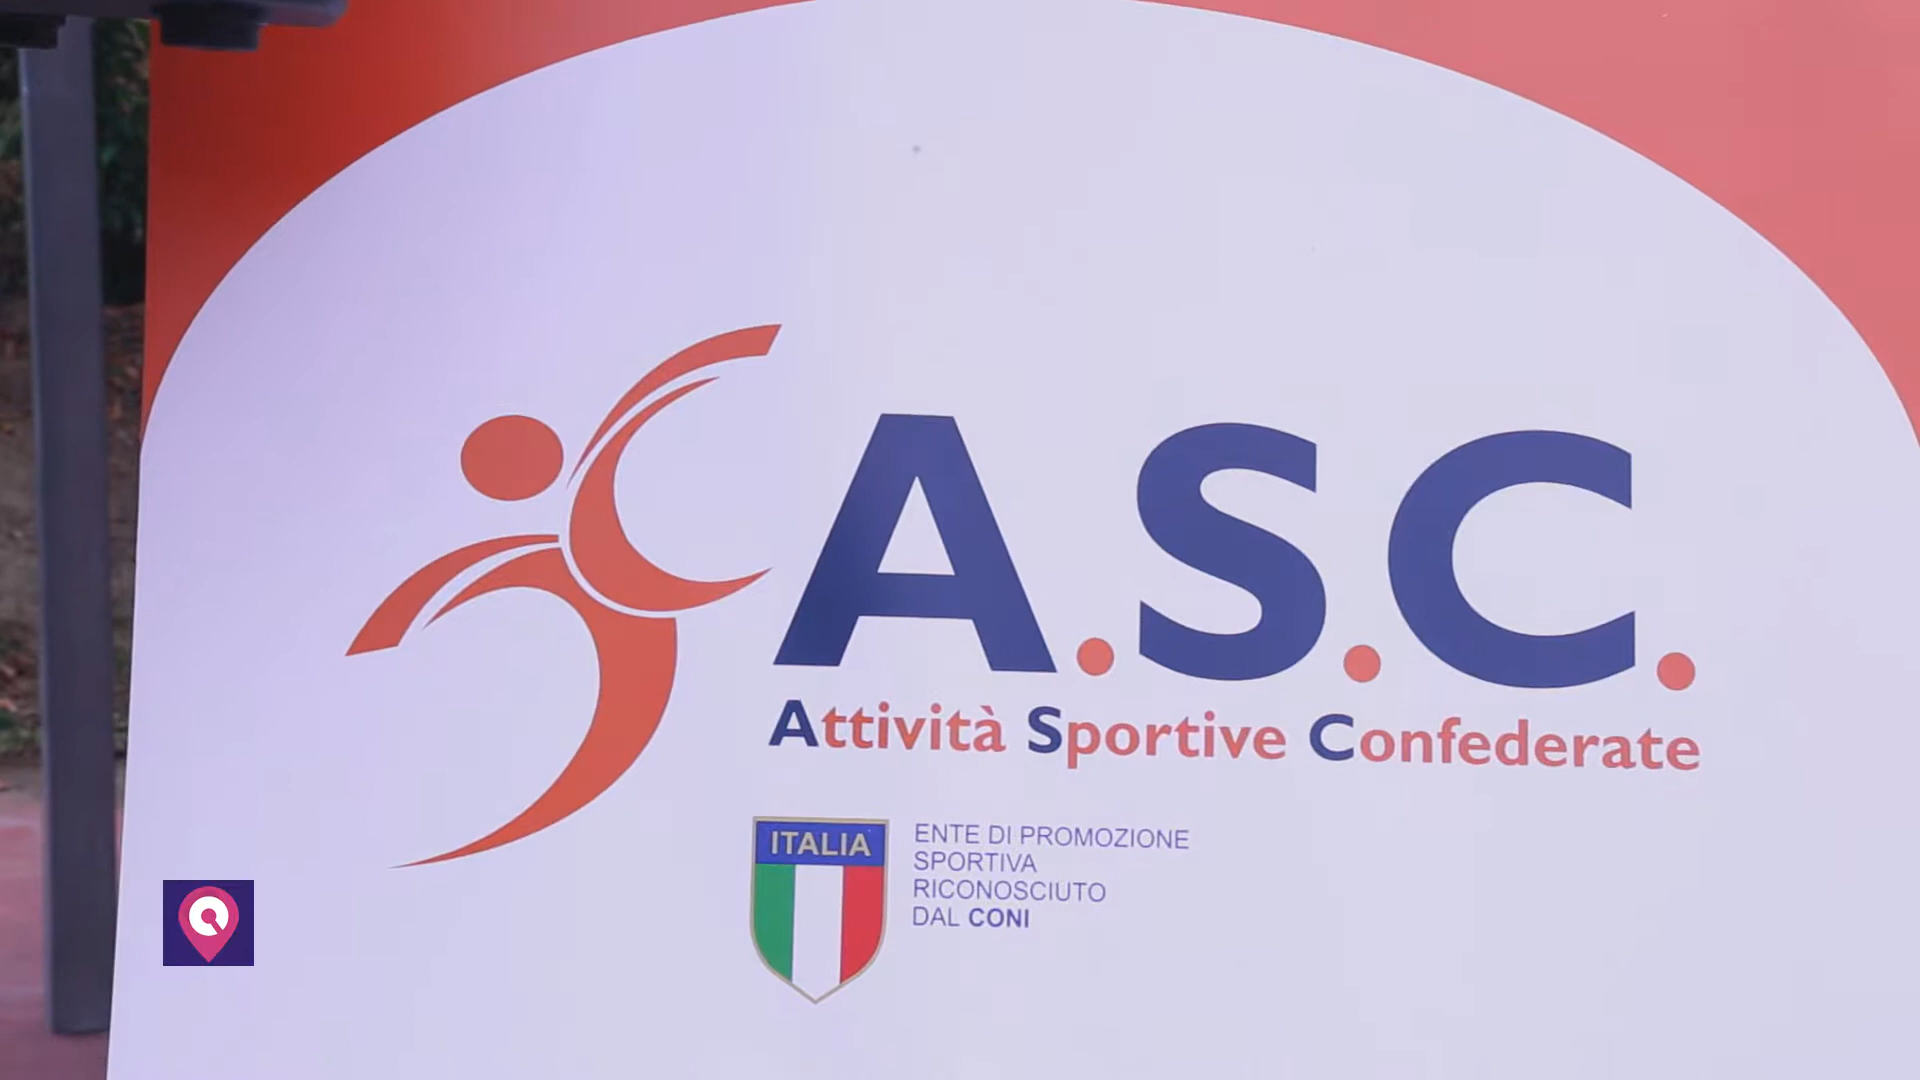 A.S.C.
Attività Sportive Confederate
ITALIA
ENTE DI PROMOZIONE
SPORTIVA
RICONOSCIUTO
DAL CONI